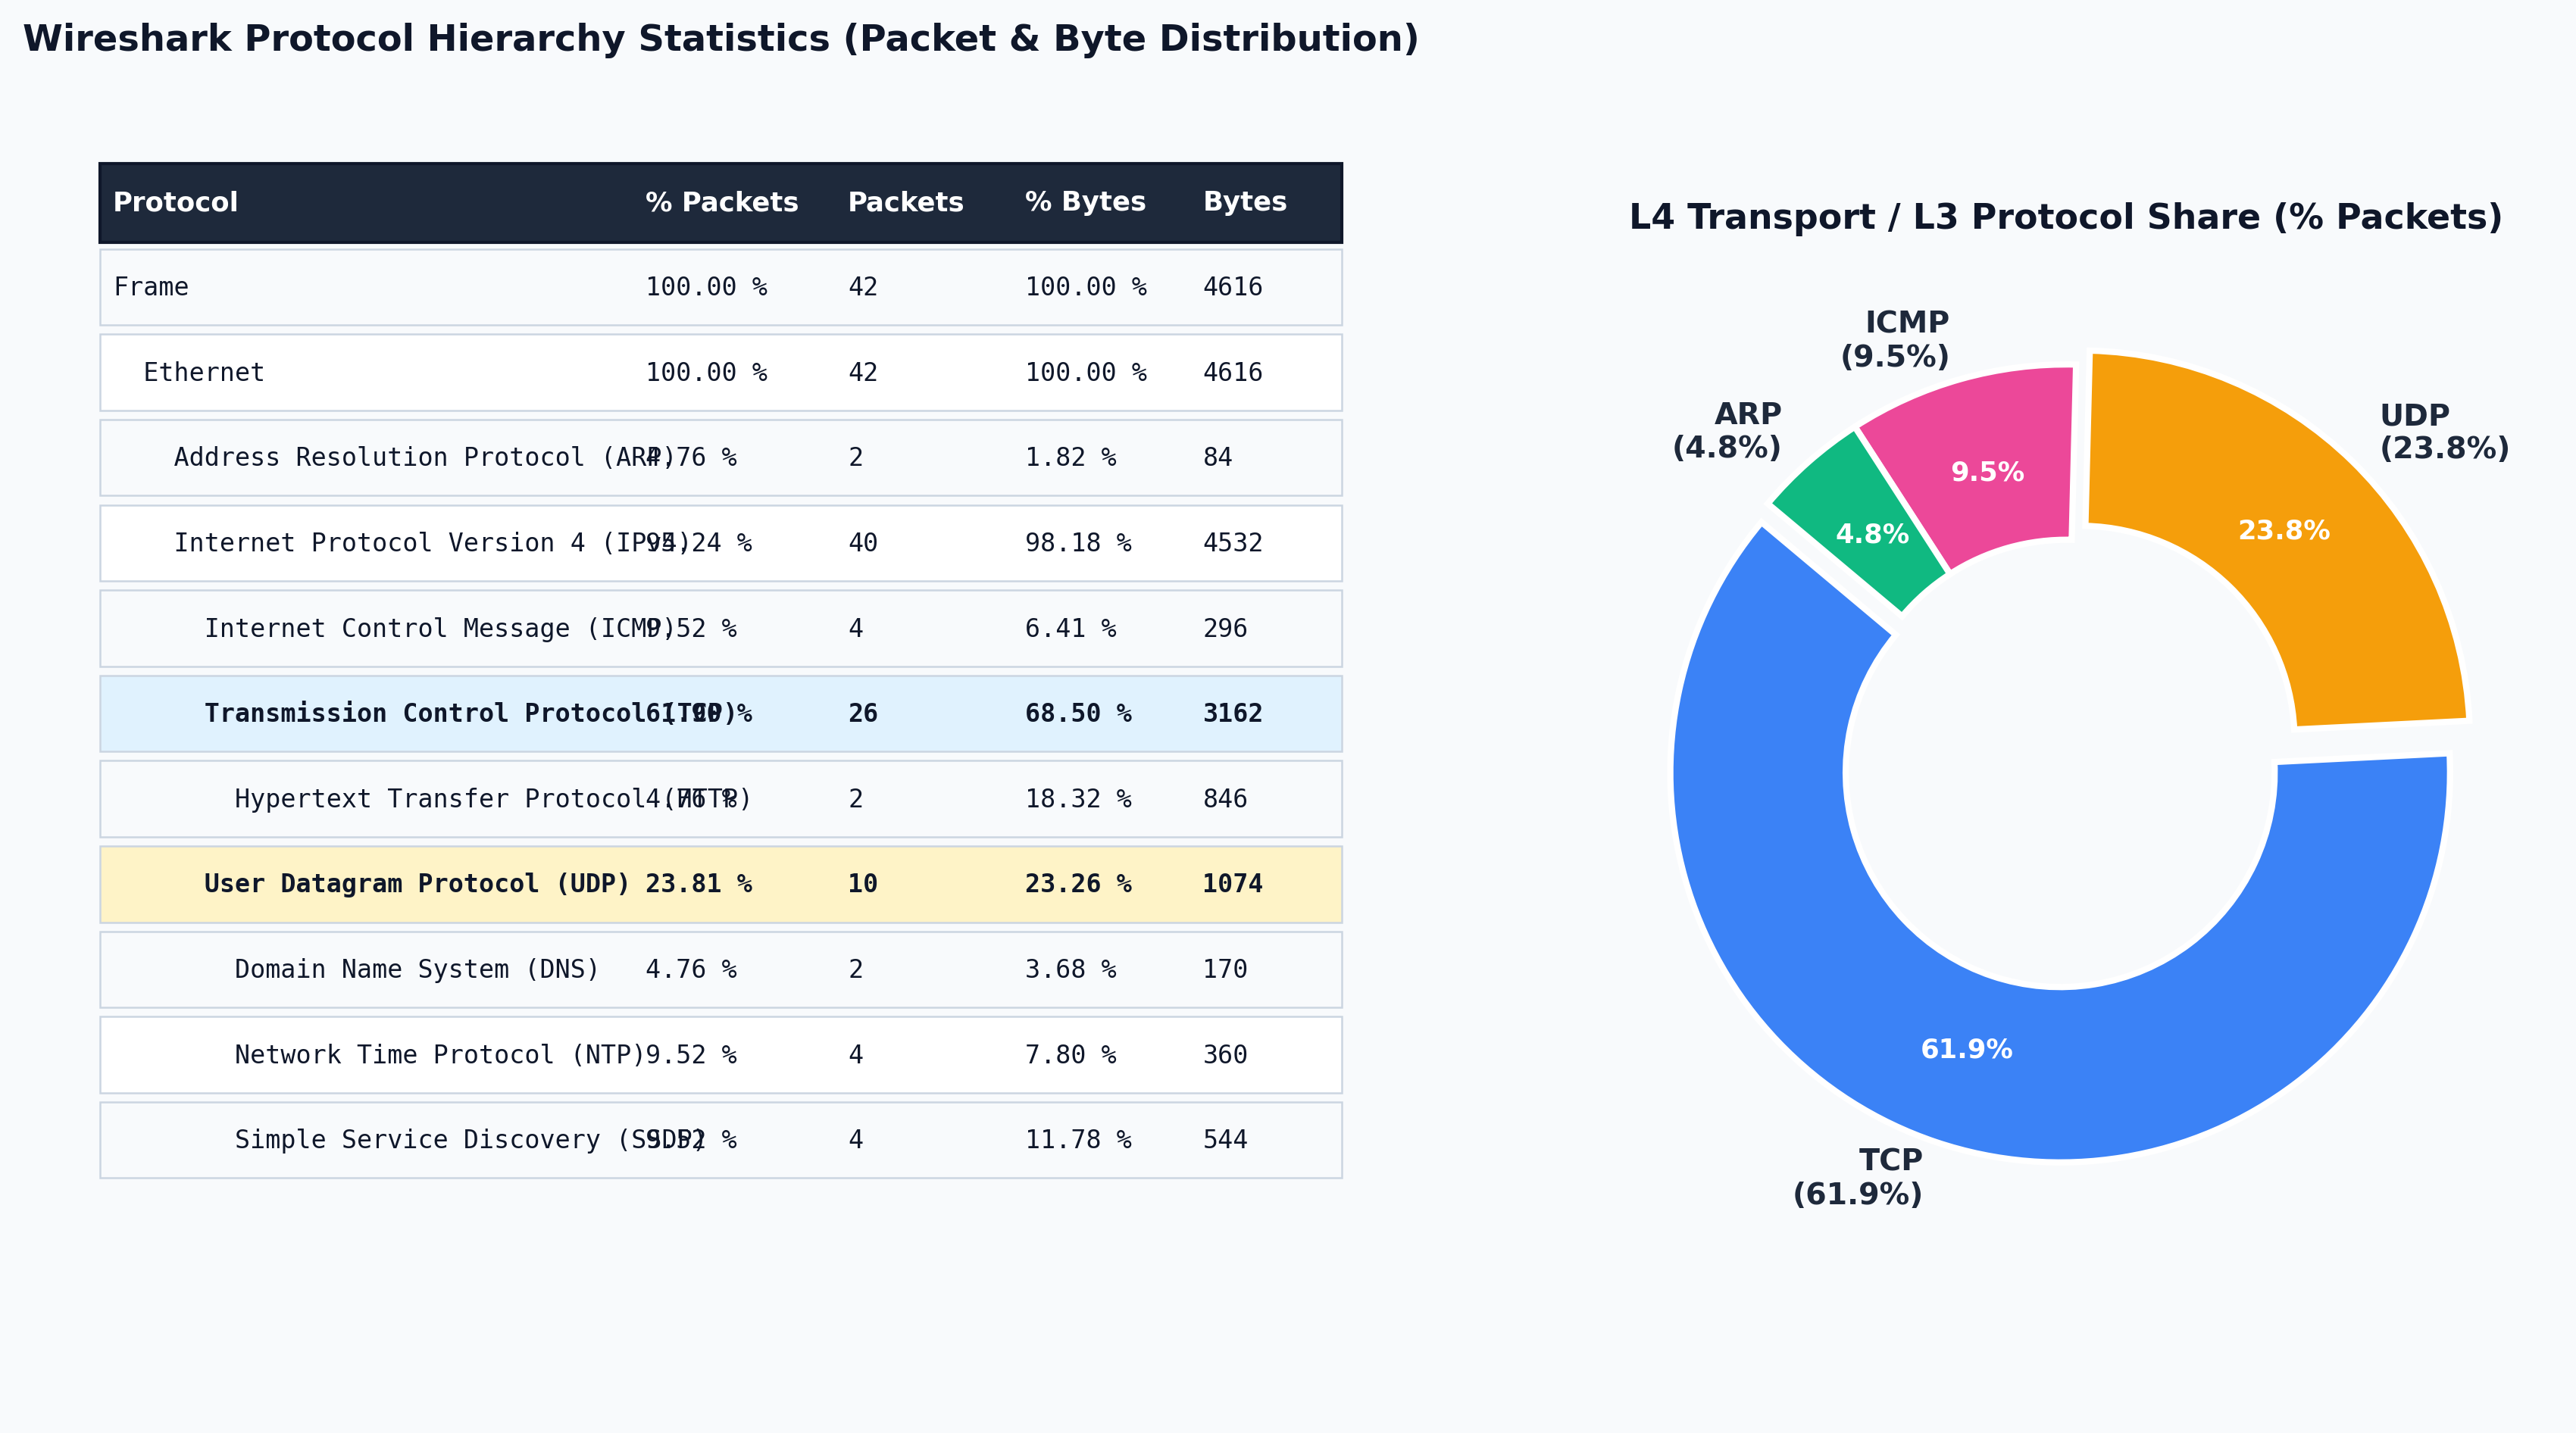 Wireshark Protocol Hierarchy Statistics (Packet & Byte Distribution)
Protocol % Packets Packets % Bytes Bytes
Frame 100.00 % 42 100.00 % 4616
Ethernet 100.00 % 42 100.00 % 4616
Address Resolution Protocol (ARP) 4.76 % 2 1.82 % 84
Internet Protocol Version 4 (IPv4) 95.24 % 40 98.18 % 4532
Internet Control Message (ICMP) 9.52 % 4 6.41 % 296
Transmission Control Protocol (TCP) 61.90 % 26 68.50 % 3162
Hypertext Transfer Protocol (HTTP) 4.76 % 2 18.32 % 846
User Datagram Protocol (UDP) 23.81 % 10 23.26 % 1074
Domain Name System (DNS) 4.76 % 2 3.68 % 170
Network Time Protocol (NTP) 9.52 % 4 7.80 % 360
Simple Service Discovery (SSDP) 9.52 % 4 11.78 % 544
L4 Transport / L3 Protocol Share (% Packets)
ICMP
(9.5%)
ARP
(4.8%)
UDP
(23.8%)
9.5%
4.8%
23.8%
61.9%
TCP
(61.9%)